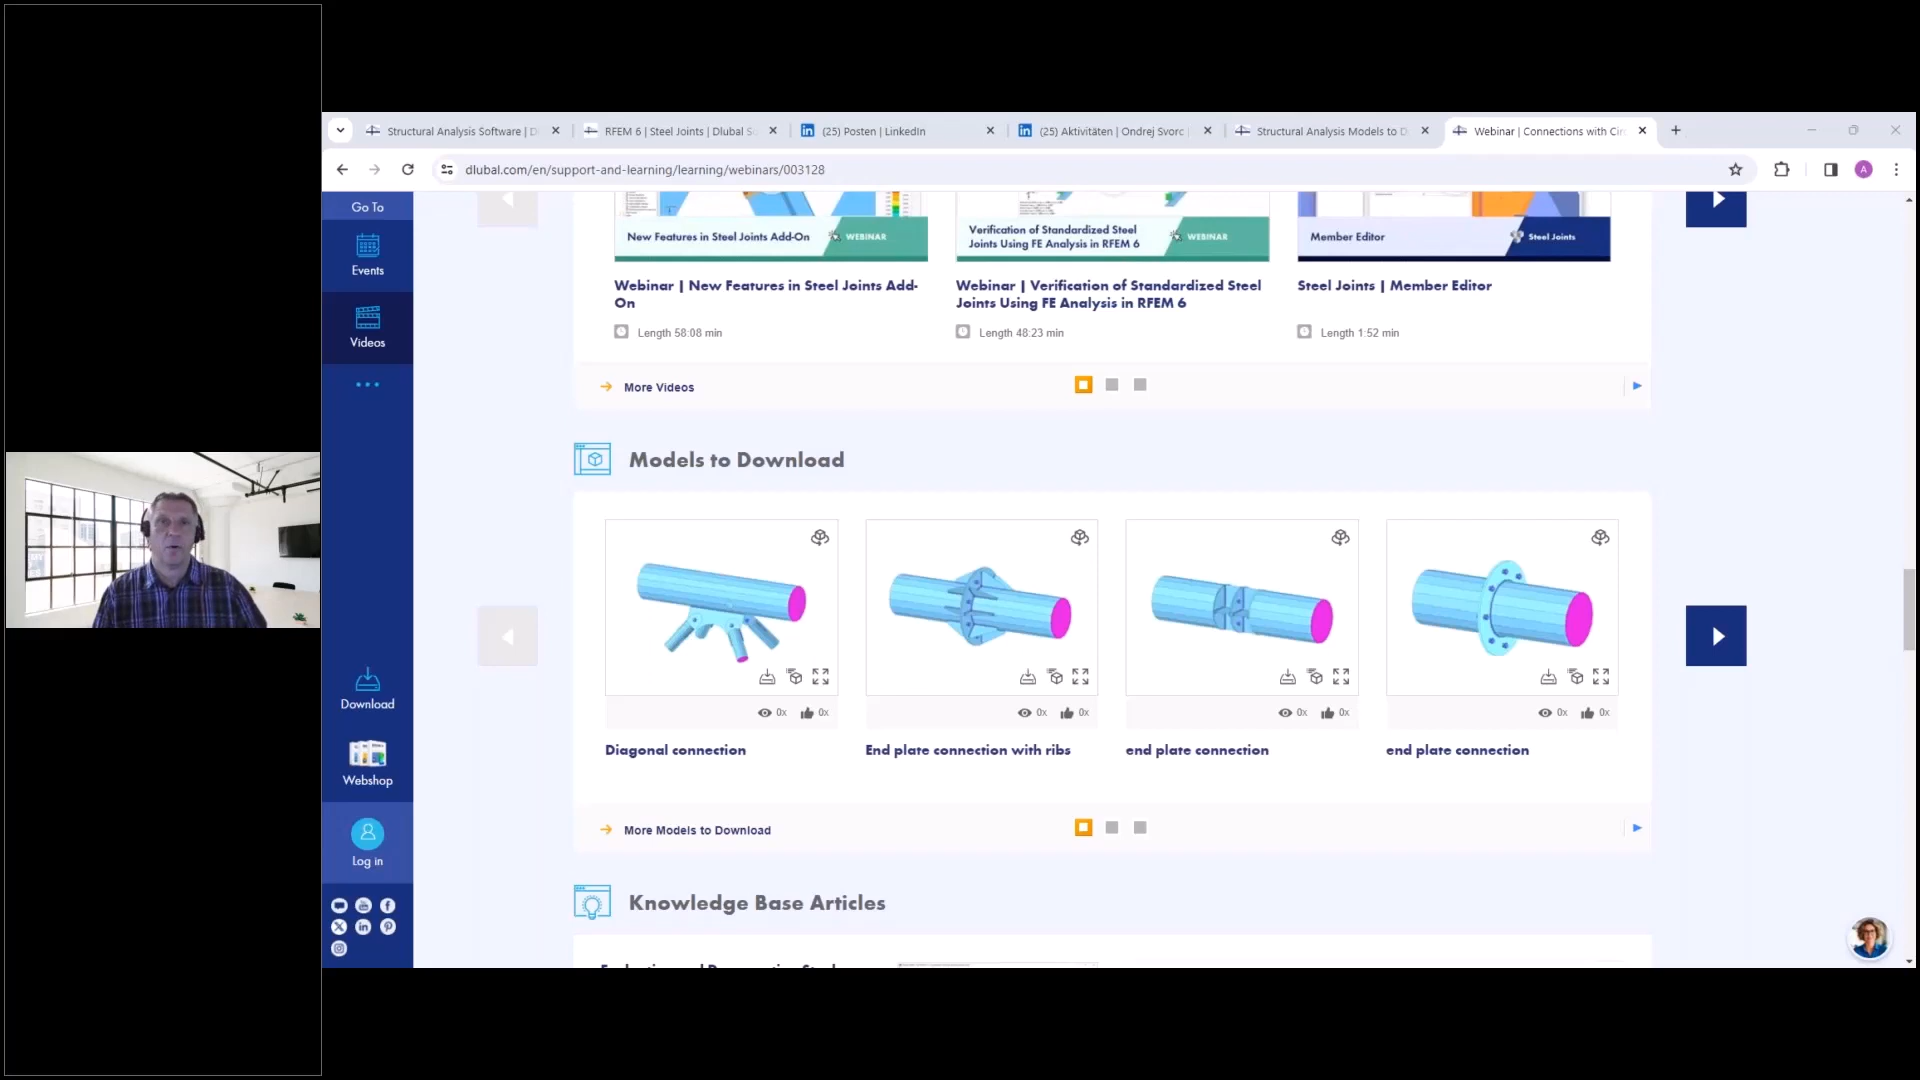 Structural Analysis Software | D
RFEM 6 | Steel Joints | Dlubal S
(25) Posten | LinkedIn
(25) Aktivitäten | Ondrej Svorc
Structural Analysis Models to D
Webinar | Connections with Circ
dlubal.com/en/support-and-learning/learning/webinars/003128
A
Go To
Events
Videos
Download
Webshop
Log in
New Features in Steel Joints Add-On
WEBINAR
Verification of Standardized Steel
Joints Using FE Analysis in RFEM 6
WEBINAR
Member Editor
Steel Joints
Webinar | New Features in Steel Joints Add-
On
Length 58:08 min
Webinar | Verification of Standardized Steel
Joints Using FE Analysis in RFEM 6
Length 48:23 min
Steel Joints | Member Editor
Length 1:52 min
More Videos
Models to Download
0x 0x
0x 0x
0x 0x
0x 0x
Diagonal connection
End plate connection with ribs
end plate connection
end plate connection
More Models to Download
Knowledge Base Articles